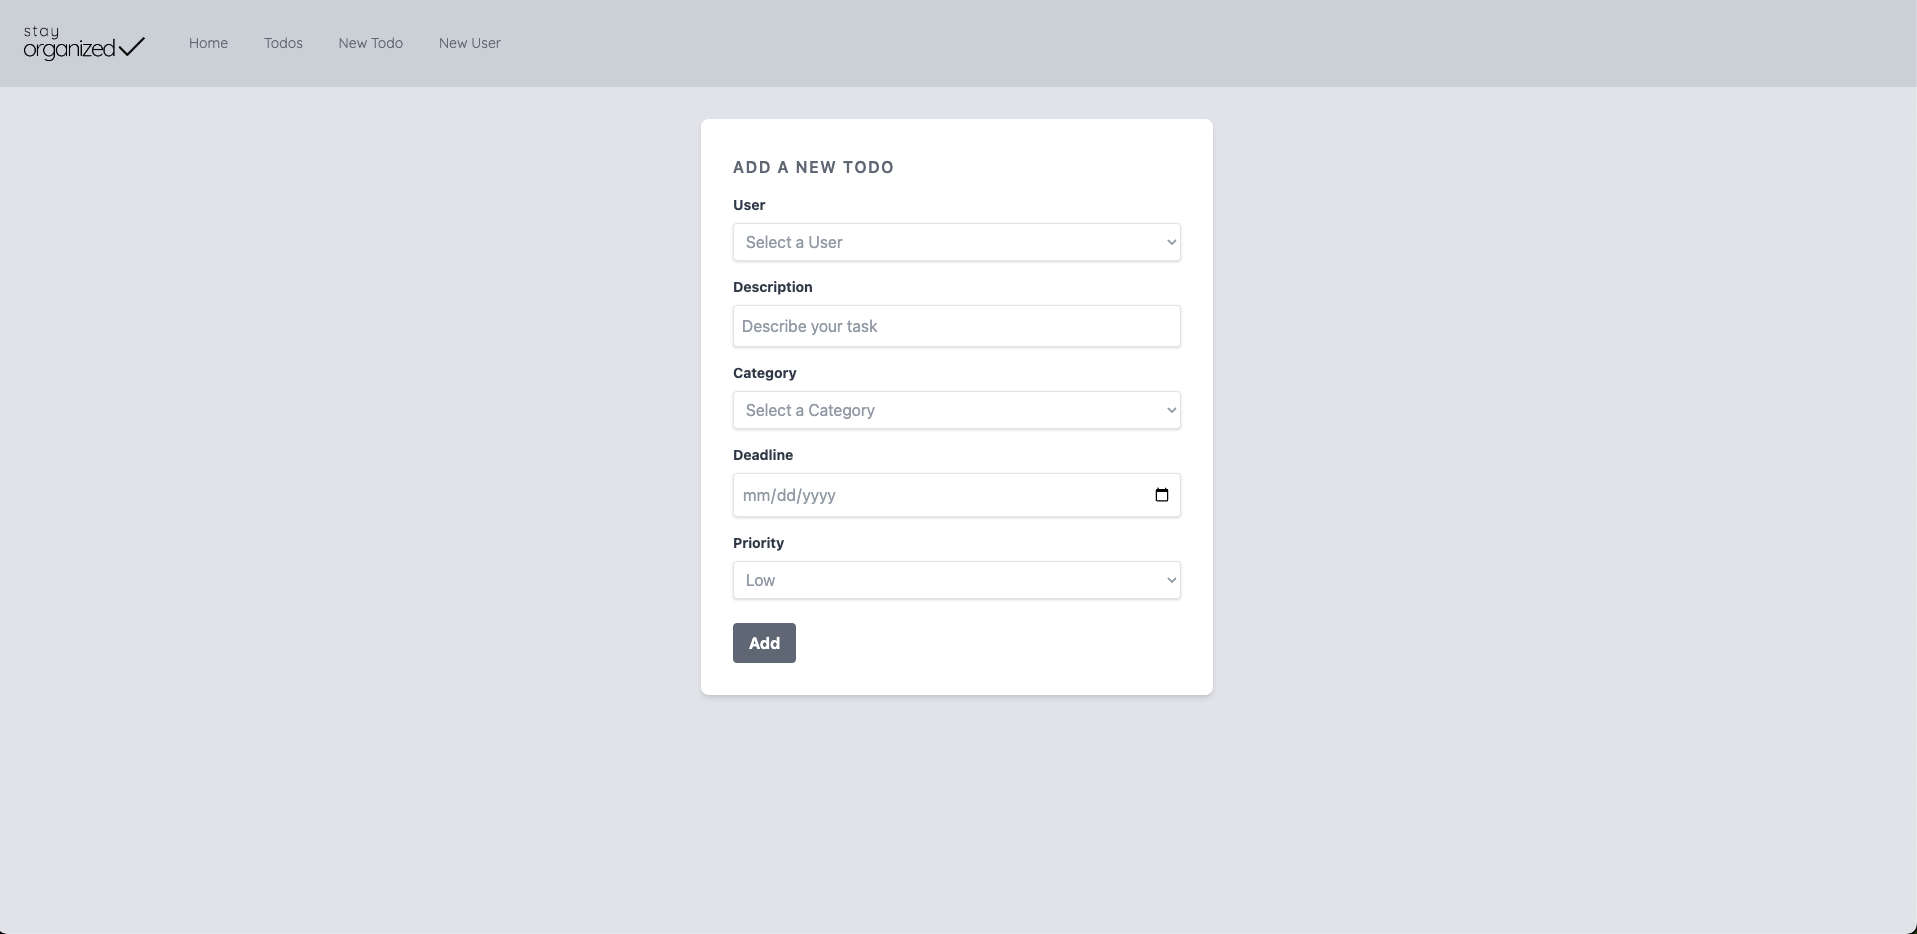 stay
organized
Home Todos New Todo New User
ADD A NEW TODO
User
Select a User
Description
Describe your task
Category
Select a Category
Deadline
mm/dd/yyyy
Priority
Low
Add